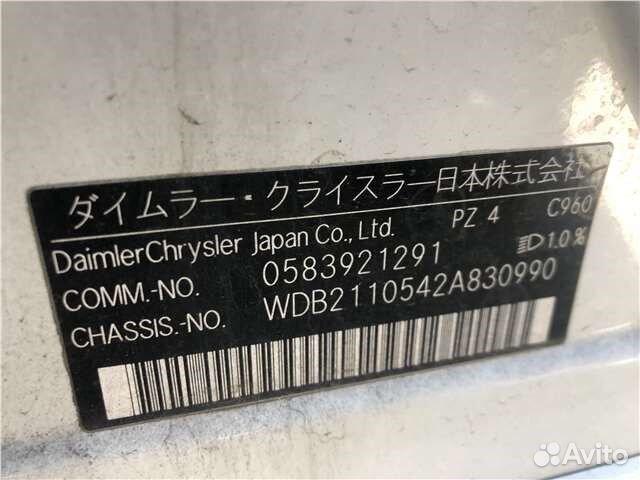 ダイムラー・クライスラー日本株式会社
DaimlerChrysler Japan Co., Ltd. PZ 4 C960
COMM.-NO. 0583921291 1.0%
CHASSIS.-NO. WDB2110542A830990
Avito